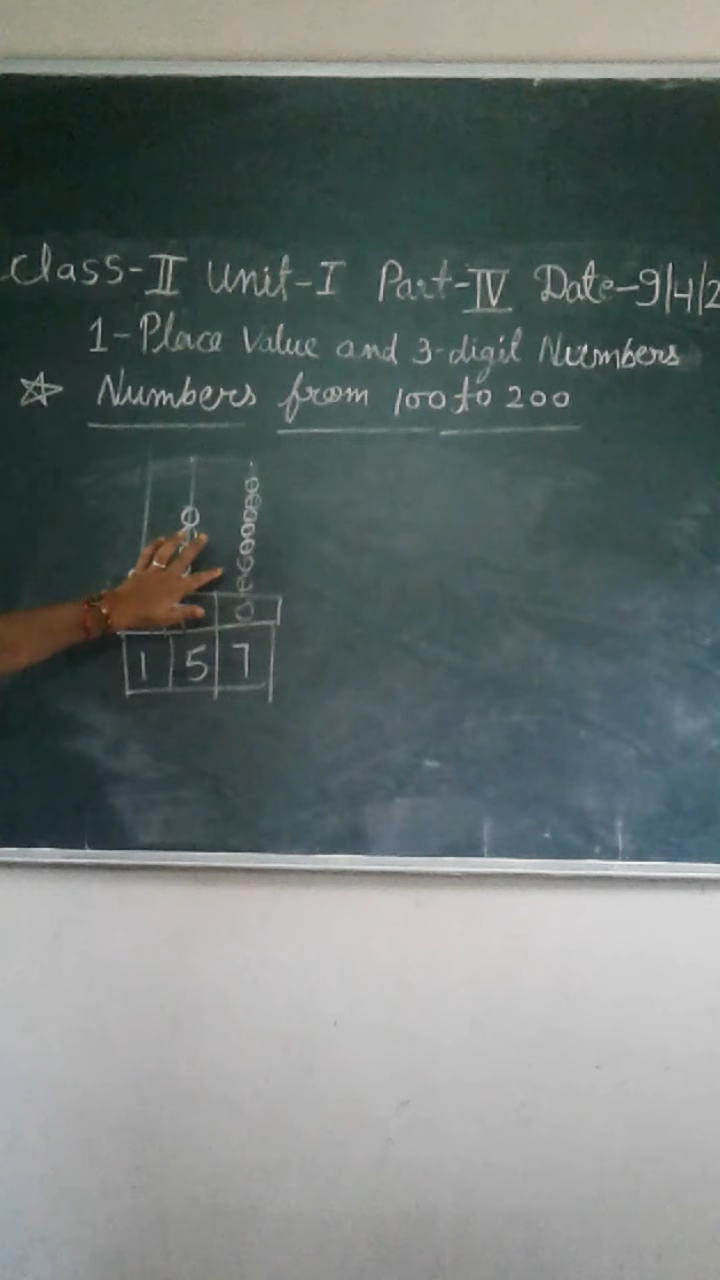 Class-II Unit-I Part-IV Date-9/4/2
1-Place Value and 3-digit Numbers
☆ Numbers from 100 to 200
1 5 7